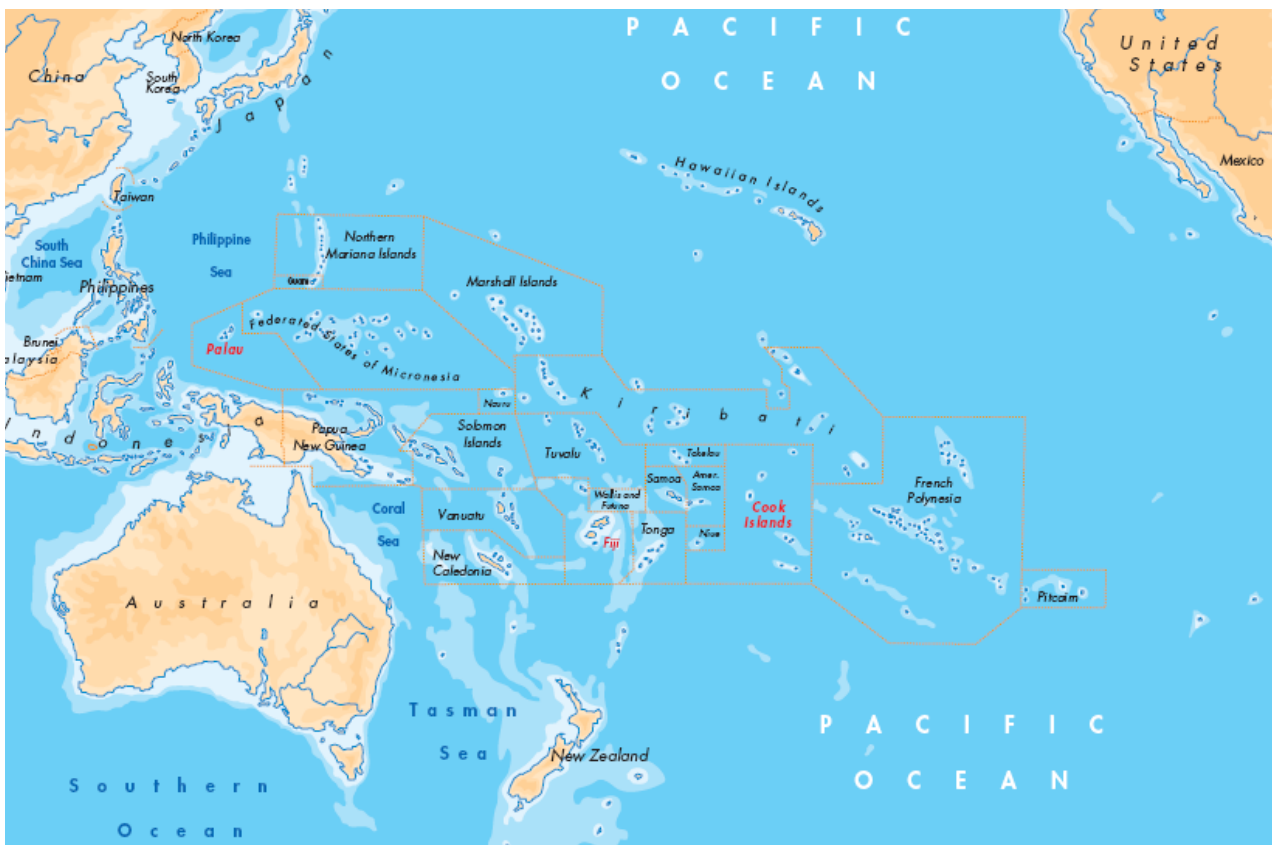 PACIFIC
OCEAN
North Korea
China
South
Korea
Japan
United
States
Mexico
Hawaiian Islands
Taiwan
Philippine
Sea
Northern
Mariana Islands
South
China Sea
Guam
Vietnam
Philippines
Marshall Islands
Federated States of Micronesia
Palau
Brunei
Malaysia
Nauru
Kiribati
Indonesia
Papua
New Guinea
Solomon
Islands
Tuvalu
Tokelau
Samoa
Amer.
Samoa
French
Polynesia
Wallis and
Futuna
Cook
Islands
Coral
Sea
Vanuatu
Fiji
Tonga
Niue
New
Caledonia
Australia
Pitcairn
Tasman
Sea
PACIFIC
OCEAN
New Zealand
Southern
Ocean